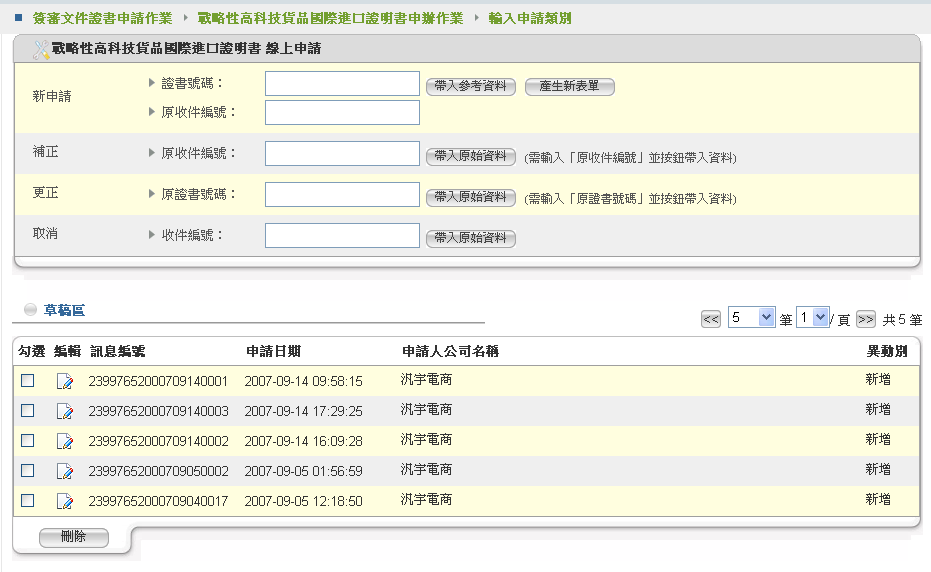 簽審文件證書申請作業 戰略性高科技貨品國際進口證明書申辦作業 輸入申請類別
戰略性高科技貨品國際進口證明書 線上申請
新申請 證書號碼： 帶入參考資料 產生新表單
原收件編號：
補正 原收件編號： 帶入原始資料 (需輸入「原收件編號」並按鈕帶入資料)
更正 原證書號碼： 帶入原始資料 (需輸入「原證書號碼」並按鈕帶入資料)
取消 收件編號： 帶入原始資料
草稿區
<< 5 筆 1 / 頁 >> 共 5 筆
勾選 編輯 訊息編號 申請日期 申請人公司名稱 異動別
23997652000709140001 2007-09-14 09:58:15 汎宇電商 新增
23997652000709140003 2007-09-14 17:29:25 汎宇電商 新增
23997652000709140002 2007-09-14 16:09:28 汎宇電商 新增
23997652000709050002 2007-09-05 01:56:59 汎宇電商 新增
23997652000709040017 2007-09-05 12:18:50 汎宇電商 新增
刪除